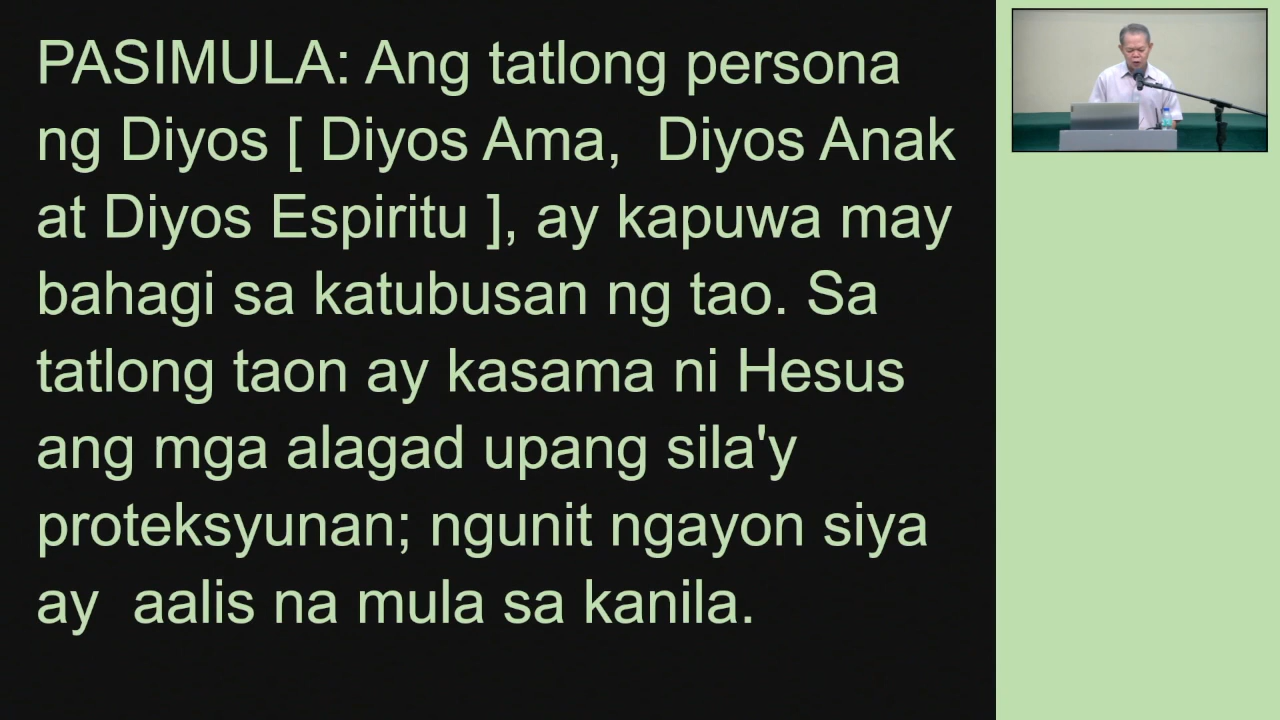 PASIMULA: Ang tatlong persona
ng Diyos [ Diyos Ama,  Diyos Anak
at Diyos Espiritu ], ay kapuwa may
bahagi sa katubusan ng tao. Sa
tatlong taon ay kasama ni Hesus
ang mga alagad upang sila'y
proteksyunan; ngunit ngayon siya
ay  aalis na mula sa kanila.